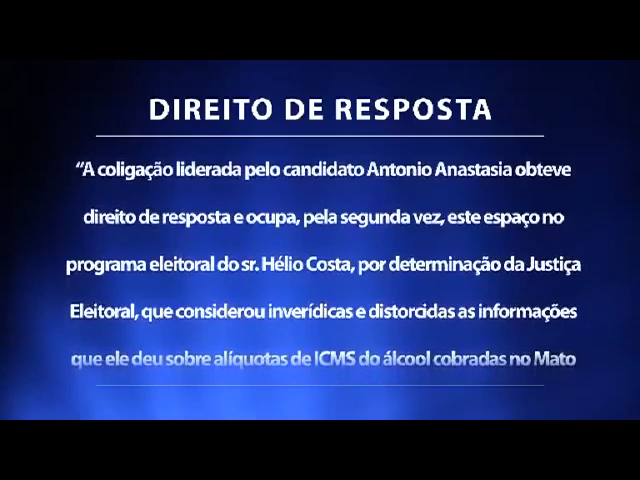 DIREITO DE RESPOSTA
“A coligação liderada pelo candidato Antonio Anastasia obteve
direito de resposta e ocupa, pela segunda vez, este espaço no
programa eleitoral do sr. Hélio Costa, por determinação da Justiça
Eleitoral, que considerou inverídicas e distorcidas as informações
que ele deu sobre alíquotas de ICMS do álcool cobradas no Mato